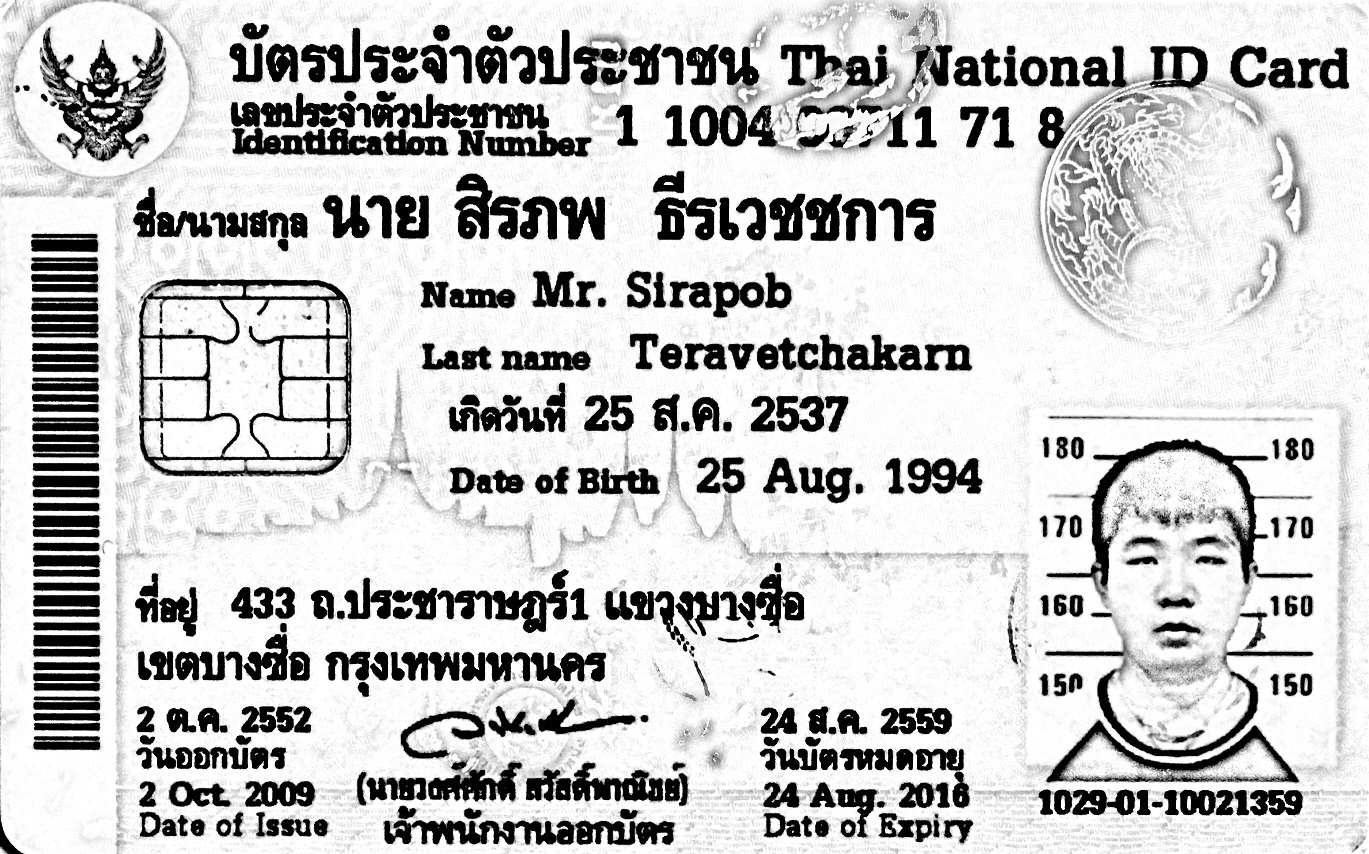 บัตรประจำตัวประชาชน Thai National ID Card
เลขประจำตัวประชาชน
Identification Number 1 1004 11 71 8
ชื่อ/นามสกุล นาย สิรภพ ธีรเวชชการ
Name Mr. Sirapob
Last name Teravetchakarn
เกิดวันที่ 25 ส.ค. 2537
Date of Birth 25 Aug. 1994
ที่อยู่ 433 ถ.ประชาราษฎร์1 แขวงบางซื่อ
เขตบางซื่อ กรุงเทพมหานคร
2 ต.ค. 2552
วันออกบัตร
2 Oct. 2009
Date of Issue
(นายวงศ์ศักดิ์ สวัสดิ์พาณิชย์)
เจ้าพนักงานออกบัตร
24 ส.ค. 2559
วันบัตรหมดอายุ
24 Aug. 2016
Date of Expiry
180 180
170 170
160 160
150 150
1029-01-10021359